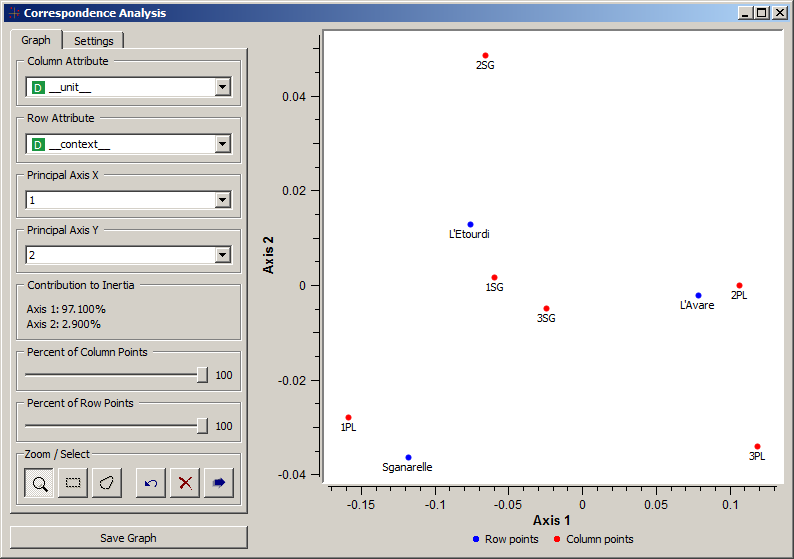 Correspondence Analysis
Graph
Settings
Column Attribute
D __unit__
Row Attribute
D __context__
Principal Axis X
1
Principal Axis Y
2
Contribution to Inertia
Axis 1: 97.100%
Axis 2: 2.900%
Percent of Column Points
100
Percent of Row Points
100
Zoom / Select
Save Graph
0.04
0.02
0
-0.02
-0.04
Axis 2
2SG
L'Etourdi
1SG
3SG
2PL
L'Avare
1PL
Sganarelle
3PL
-0.15 -0.1 -0.05 0 0.05 0.1
Axis 1
Row points Column points